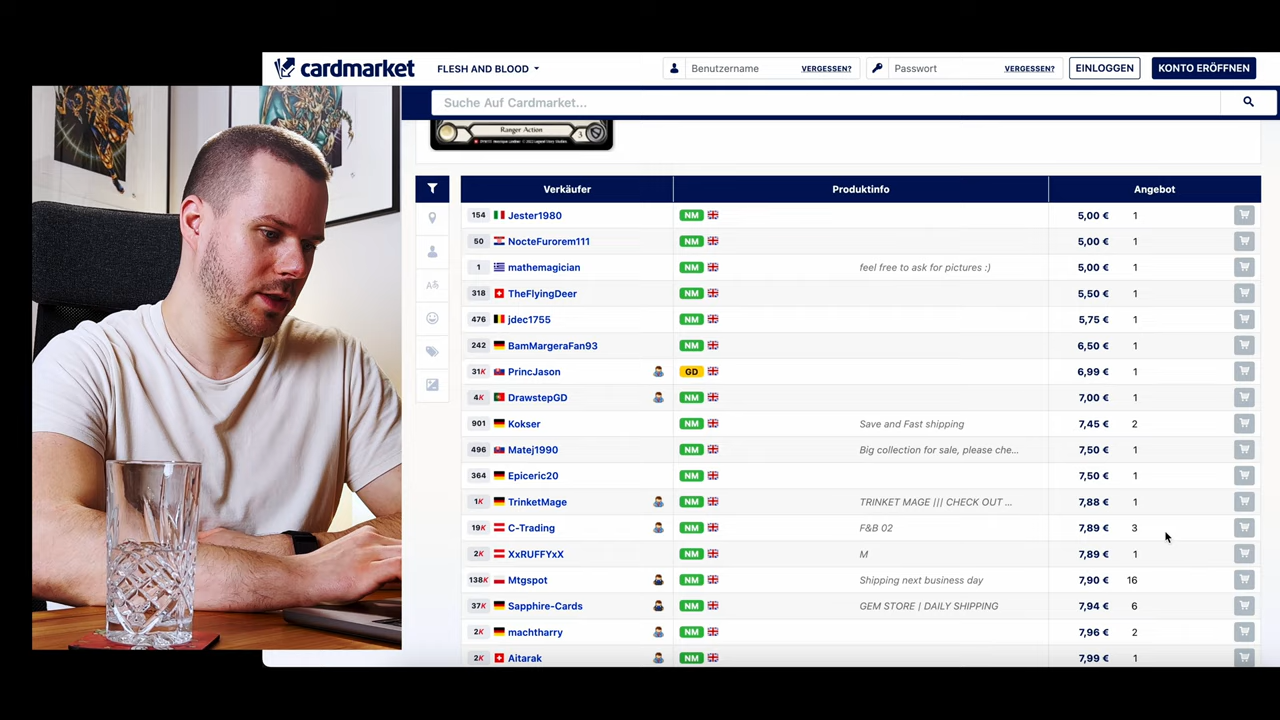 cardmarket FLESH AND BLOOD Benutzername VERGESSEN? Passwort VERGESSEN? EINLOGGEN KONTO ERÖFFNEN
Suche Auf Cardmarket...
Ranger Action 3
Verkäufer Produktinfo Angebot
154 Jester1980 NM 5,00 € 1
50 NocteFurorem111 NM 5,00 € 1
1 mathemagician NM feel free to ask for pictures :) 5,00 € 1
318 TheFlyingDeer NM 5,50 € 1
476 jdec1755 NM 5,75 € 1
242 BamMargeraFan93 NM 6,50 € 1
31K PrincJason GD 6,99 € 1
4K DrawstepGD NM 7,00 € 1
901 Kokser NM Save and Fast shipping 7,45 € 2
496 Matej1990 NM Big collection for sale, please che... 7,50 € 1
364 Epiceric20 NM 7,50 € 1
1K TrinketMage NM TRINKET MAGE ||| CHECK OUT ... 7,88 € 1
19K C-Trading NM F&B 02 7,89 € 3
2K XxRUFFYxX NM M 7,89 € 1
138K Mtgspot NM Shipping next business day 7,90 € 16
37K Sapphire-Cards NM GEM STORE | DAILY SHIPPING 7,94 € 6
2K machtharry NM 7,96 € 2
2K Aitarak NM 7,99 € 1